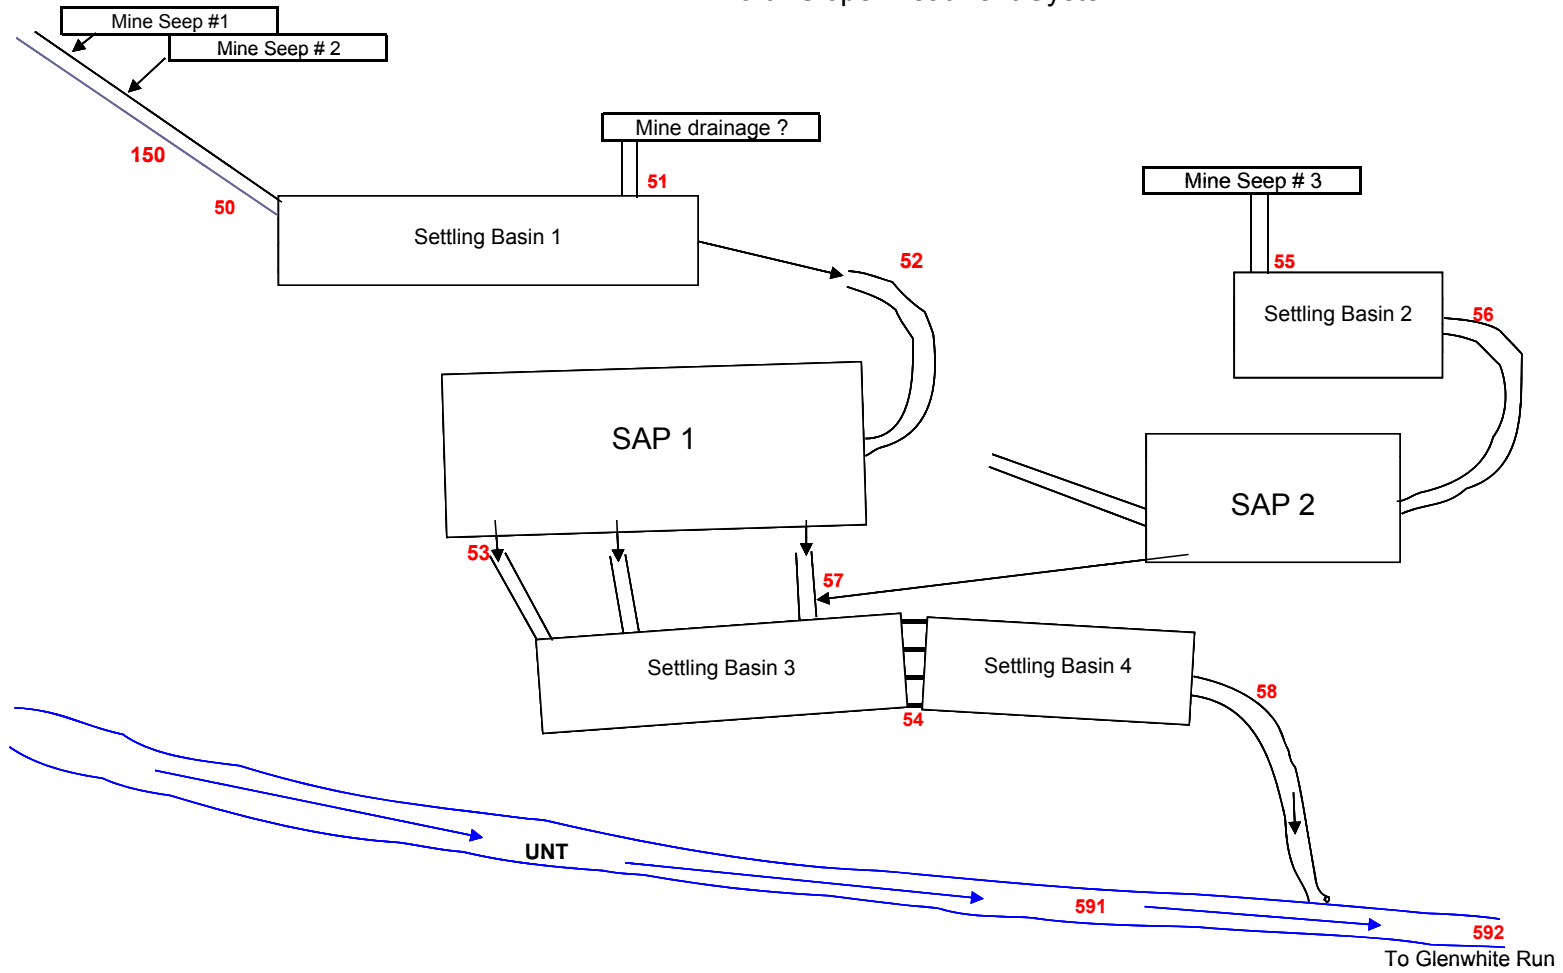 Mine Seep #1
Mine Seep # 2
Mine drainage ?
150
51
Mine Seep # 3
50
Settling Basin 1
52
55
Settling Basin 2
56
SAP 1
SAP 2
53
57
Settling Basin 3
Settling Basin 4
58
54
UNT
591
592
To Glenwhite Run